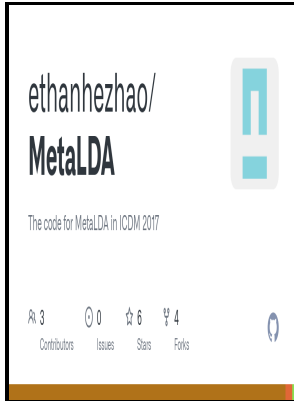 ethanhezhao/
MetaLDA
The code for MetaLDA in ICDM 2017
3 0 6 4
Contributors Issues Stars Forks